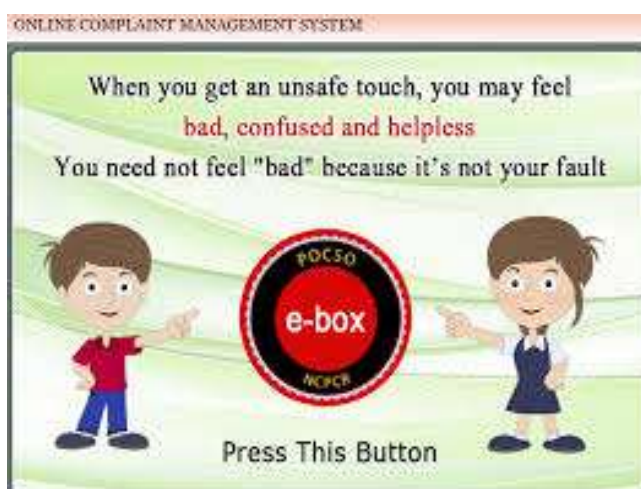 ONLINE COMPLAINT MANAGEMENT SYSTEM
When you get an unsafe touch, you may feel
bad, confused and helpless
You need not feel "bad" because it's not your fault
POCSO
e-box
NCPCR
Press This Button